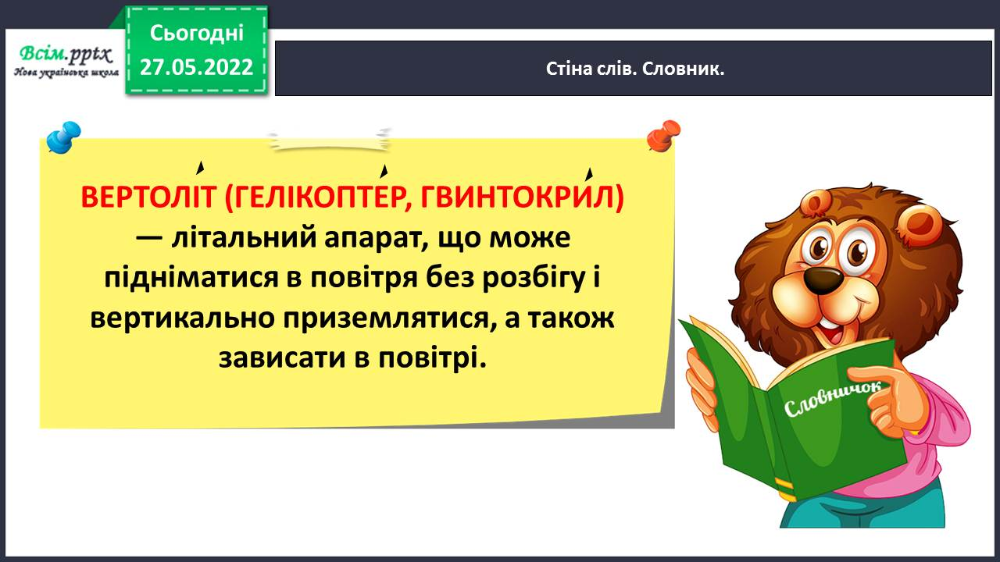 Всім.pptx
Нова українська школа
Сьогодні
27.05.2022
Стіна слів. Словник.
ВЕРТОЛІ́Т (ГЕЛІКОПТЕ́Р, ГВИНТОКРИ́Л)
— літальний апарат, що може
підніматися в повітря без розбігу і
вертикально приземлятися, а також
зависати в повітрі.
Словничок